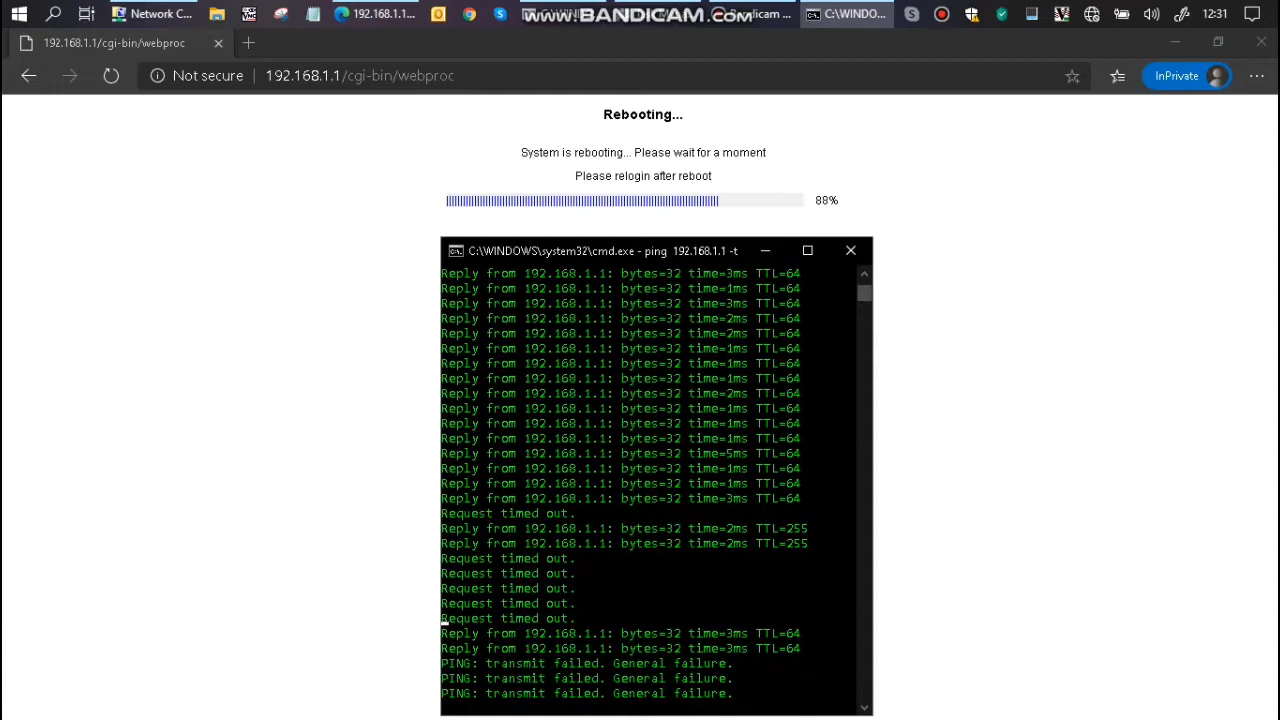 Network C...
192.168.1.1...
www.BANDICAM.com
Bandicam ...
C:\WINDO...
12:31
192.168.1.1/cgi-bin/webproc
Not secure
192.168.1.1/cgi-bin/webproc
InPrivate
Rebooting...
System is rebooting... Please wait for a moment
Please relogin after reboot
88%
C:\WINDOWS\system32\cmd.exe - ping 192.168.1.1 -t
Reply from 192.168.1.1: bytes=32 time=3ms TTL=64
Reply from 192.168.1.1: bytes=32 time=1ms TTL=64
Reply from 192.168.1.1: bytes=32 time=3ms TTL=64
Reply from 192.168.1.1: bytes=32 time=2ms TTL=64
Reply from 192.168.1.1: bytes=32 time=2ms TTL=64
Reply from 192.168.1.1: bytes=32 time=1ms TTL=64
Reply from 192.168.1.1: bytes=32 time=1ms TTL=64
Reply from 192.168.1.1: bytes=32 time=1ms TTL=64
Reply from 192.168.1.1: bytes=32 time=2ms TTL=64
Reply from 192.168.1.1: bytes=32 time=1ms TTL=64
Reply from 192.168.1.1: bytes=32 time=1ms TTL=64
Reply from 192.168.1.1: bytes=32 time=1ms TTL=64
Reply from 192.168.1.1: bytes=32 time=5ms TTL=64
Reply from 192.168.1.1: bytes=32 time=1ms TTL=64
Reply from 192.168.1.1: bytes=32 time=1ms TTL=64
Reply from 192.168.1.1: bytes=32 time=3ms TTL=64
Request timed out.
Reply from 192.168.1.1: bytes=32 time=2ms TTL=255
Reply from 192.168.1.1: bytes=32 time=2ms TTL=255
Request timed out.
Request timed out.
Request timed out.
Request timed out.
Request timed out.
Reply from 192.168.1.1: bytes=32 time=3ms TTL=64
Reply from 192.168.1.1: bytes=32 time=3ms TTL=64
PING: transmit failed. General failure.
PING: transmit failed. General failure.
PING: transmit failed. General failure.